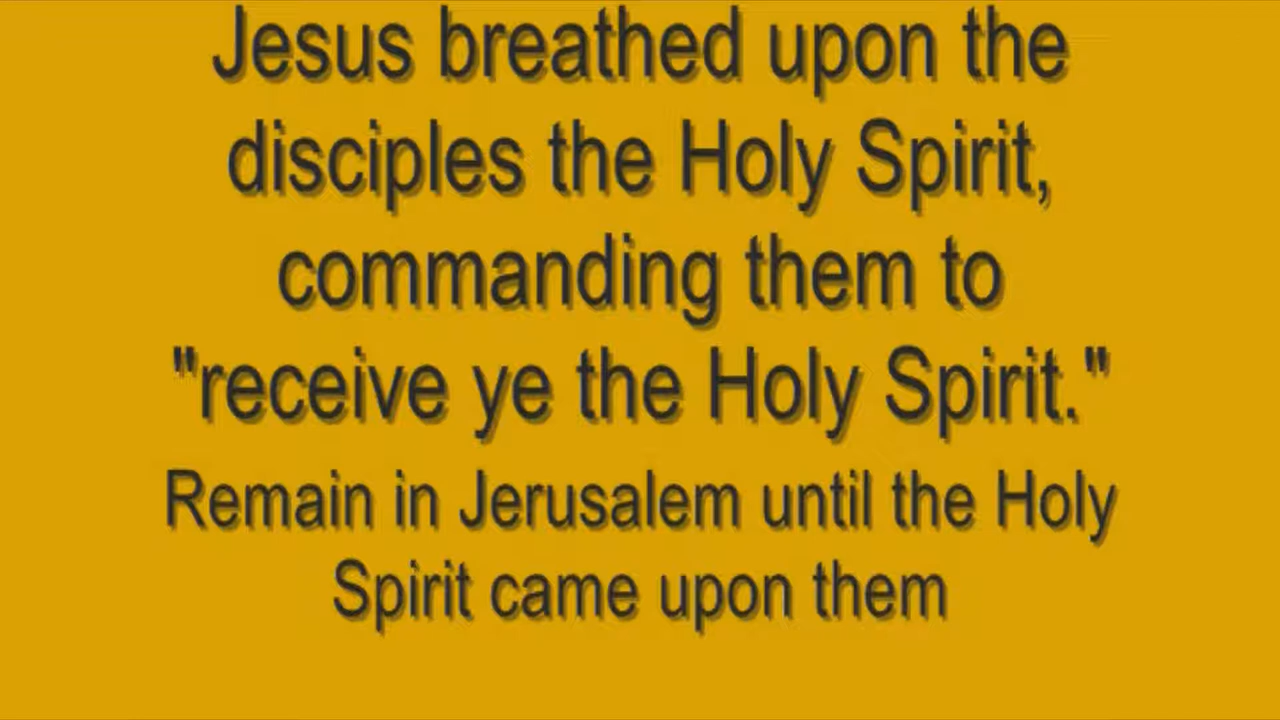 Jesus breathed upon the
disciples the Holy Spirit,
commanding them to
"receive ye the Holy Spirit."
Remain in Jerusalem until the Holy
Spirit came upon them